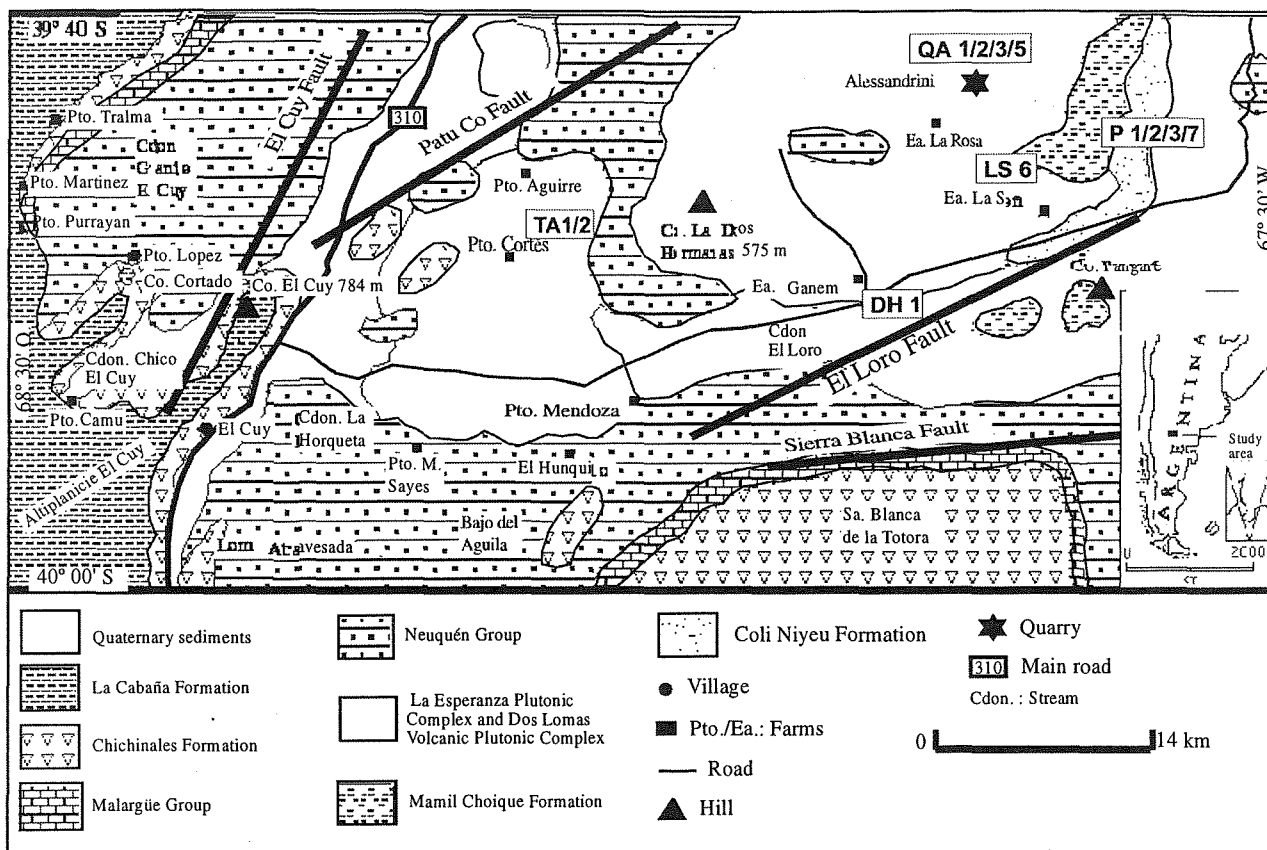 39° 40 S
QA 1/2/3/5
Alessandrini
El Cuy Fault
310
Patu Co Fault
Pto. Tralma
Ea. La Rosa
P 1/2/3/7
Cdon
El Cuy
Pto. Martinez
Pto. Aguirre
LS 6
Ea. La
67° 30' W
Pto. Purrayan
TA1/2
Pto. Lopez
Pto. Cortés
575 m
Co. Cortado
Co. El Cuy 784 m
Ea. Ganem
DH 1
Cdon
El Loro
El Loro Fault
68° 30' O
Cdon. Chico
El Cuy
Pto. Camu
Pto. Mendoza
El Cuy
Cdon. La
Horqueta
Sierra Blanca Fault
Altiplanicie El Cuy
Pto. M.
Sayes
El Hunqui
ARGENTINA
Study
area
Bajo del
Aguila
Sa. Blanca
de la Totora
40° 00' S
Quaternary sediments
La Cabaña Formation
Chichinales Formation
Malargüe Group
Neuquén Group
La Esperanza Plutonic
Complex and Dos Lomas
Volcanic Plutonic Complex
Mamil Choique Formation
Coli Niyeu Formation
Village
Pto./Ea.: Farms
Road
Hill
Quarry
310 Main road
Cdon. : Stream
0 14 km